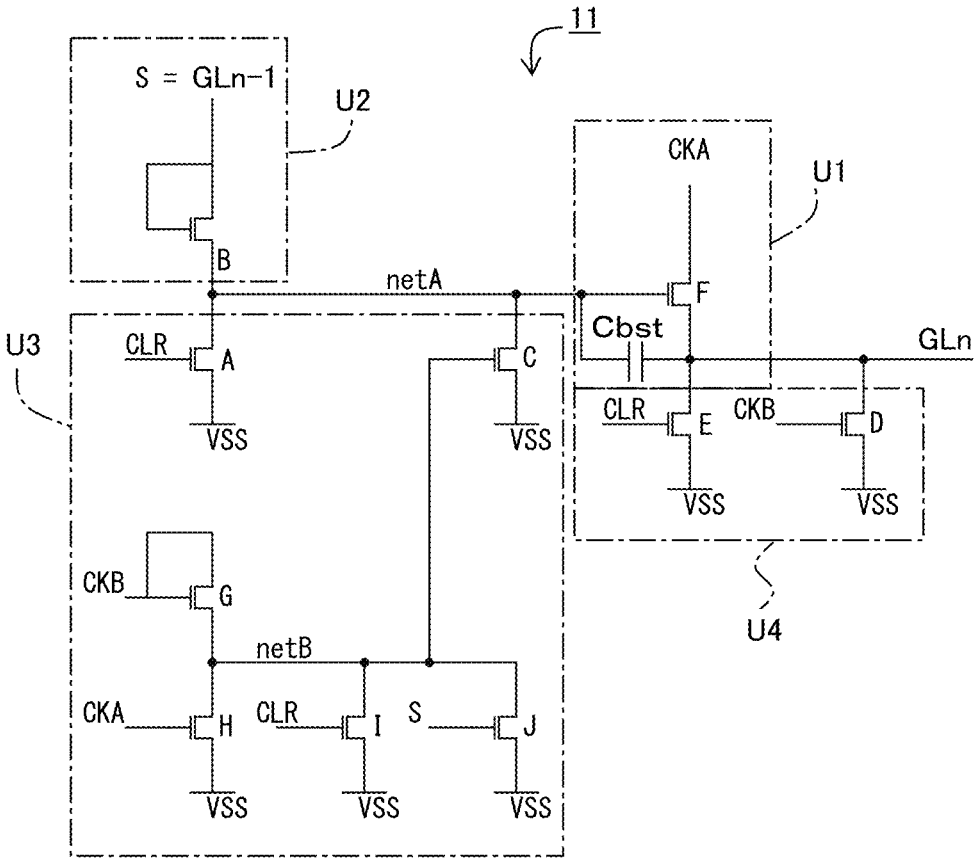 11
S = GLn-1
U2
CKA
U1
B
netA
F
Cbst
GLn
U3
CLR
A
C
CLR
E
CKB
D
VSS
VSS
VSS
VSS
CKB
G
U4
netB
CKA
H
CLR
I
S
J
VSS
VSS
VSS